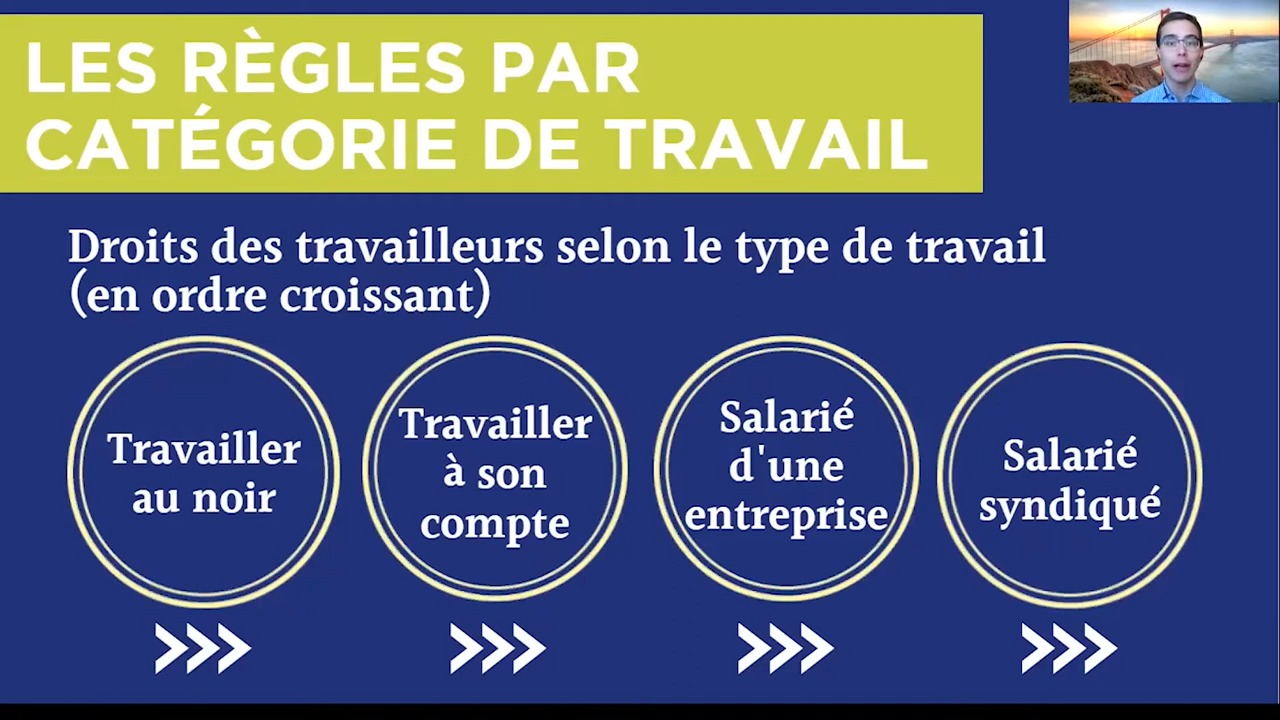 LES RÈGLES PAR
CATÉGORIE DE TRAVAIL
Droits des travailleurs selon le type de travail
(en ordre croissant)
Travailler
au noir
Travailler
à son
compte
Salarié
d'une
entreprise
Salarié
syndiqué